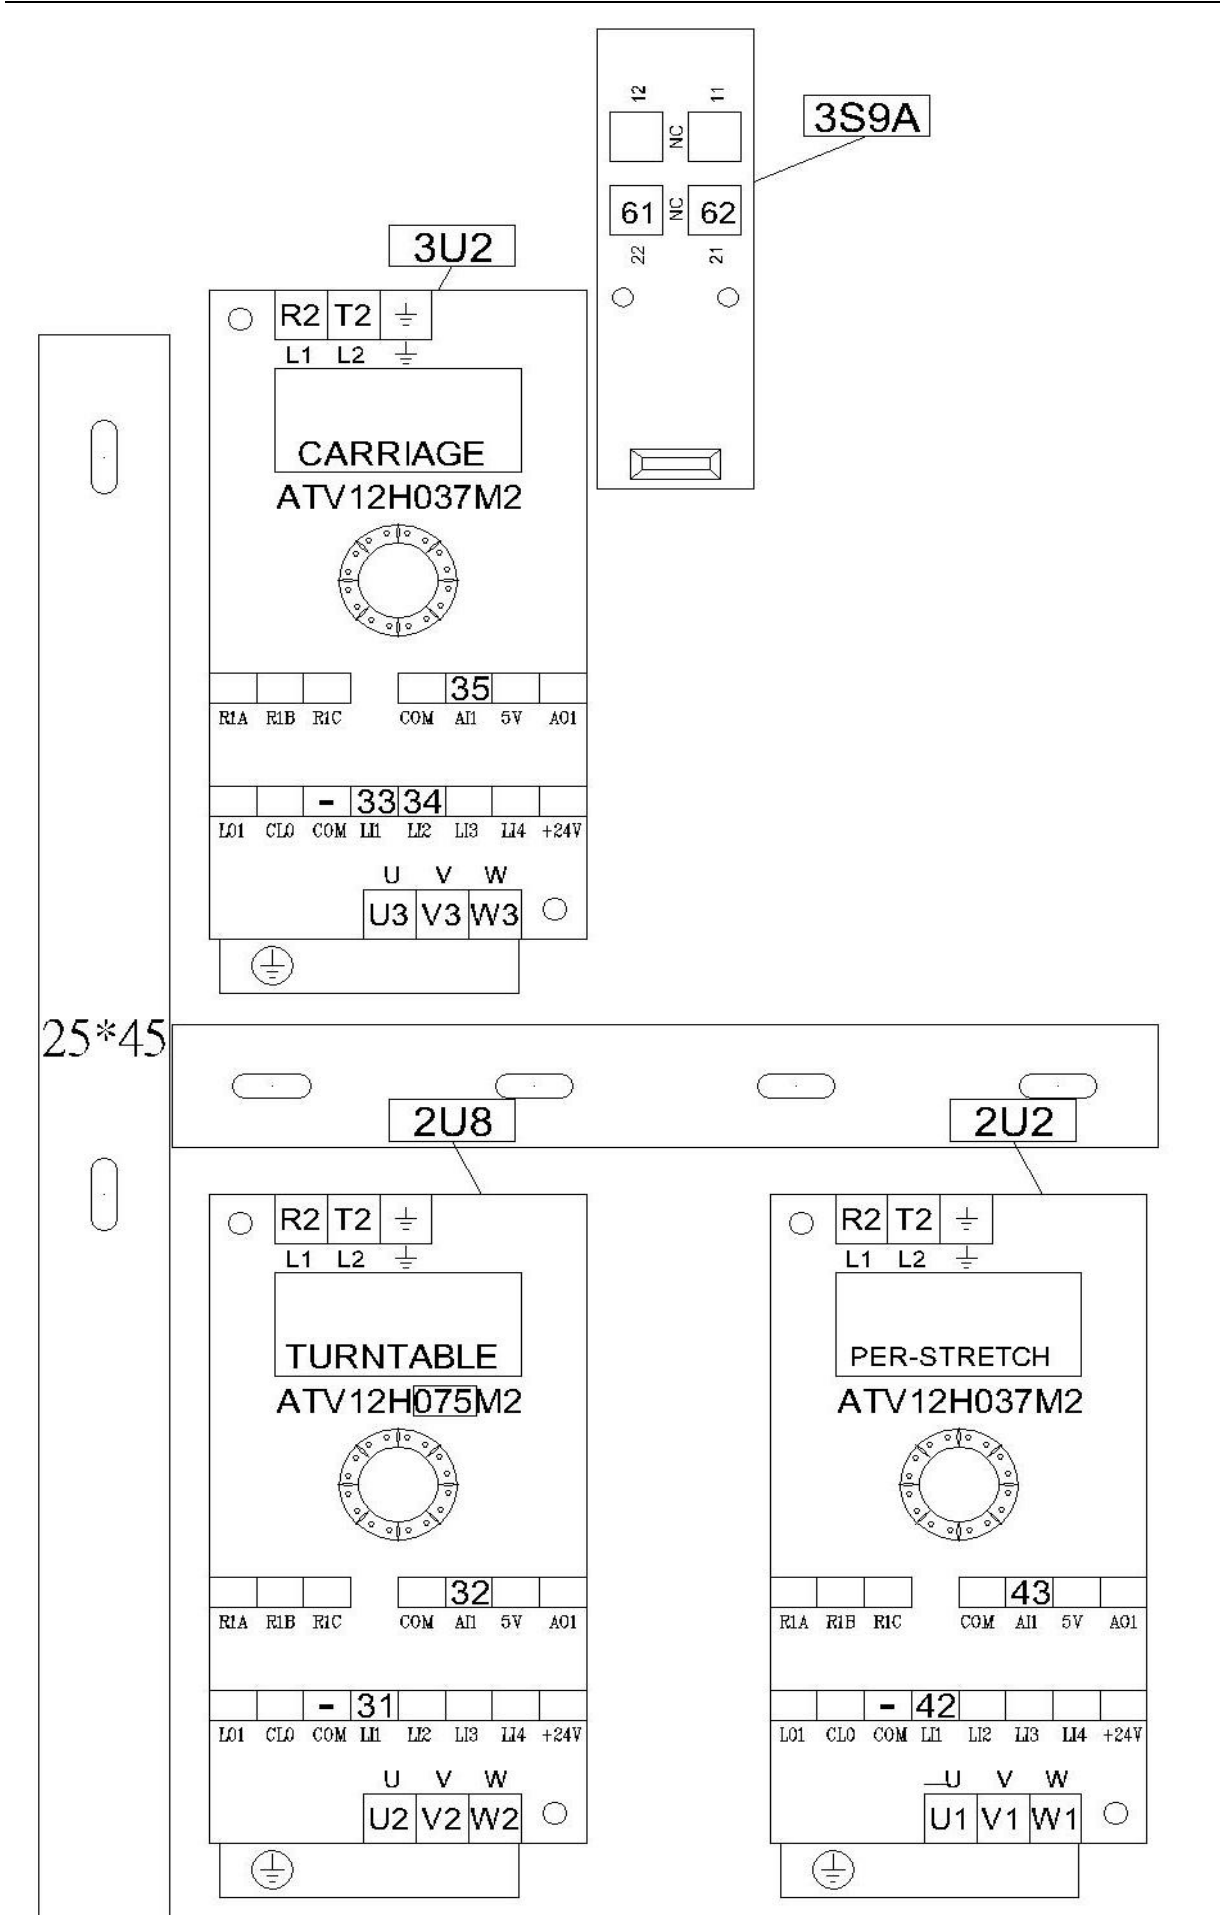 12 11
3S9A
NC
61 NC 62
22 21
3U2
R2 T2
L1 L2
CARRIAGE
ATV12H037M2
35
R1A R1B R1C COM AI1 5V AO1
- 33 34
LO1 CLO COM LI1 LI2 LI3 LI4 +24V
U V W
U3 V3 W3
25*45
2U8 2U2
R2 T2
L1 L2
TURNTABLE
ATV12H075M2
32
R1A R1B R1C COM AI1 5V AO1
- 31
LO1 CLO COM LI1 LI2 LI3 LI4 +24V
U V W
U2 V2 W2
R2 T2
L1 L2
PER-STRETCH
ATV12H037M2
43
R1A R1B R1C COM AI1 5V AO1
- 42
LO1 CLO COM LI1 LI2 LI3 LI4 +24V
U V W
U1 V1 W1